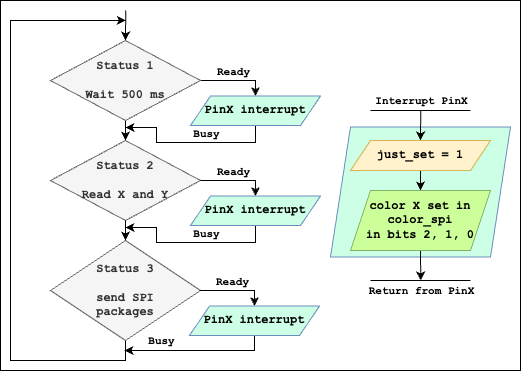 Status 1
Wait 500 ms
Ready
PinX interrupt
Busy
Status 2
Read X and Y
Ready
PinX interrupt
Busy
Status 3
send SPI
packages
Ready
PinX interrupt
Busy
Interrupt PinX
just_set = 1
color X set in
color_spi
in bits 2, 1, 0
Return from PinX